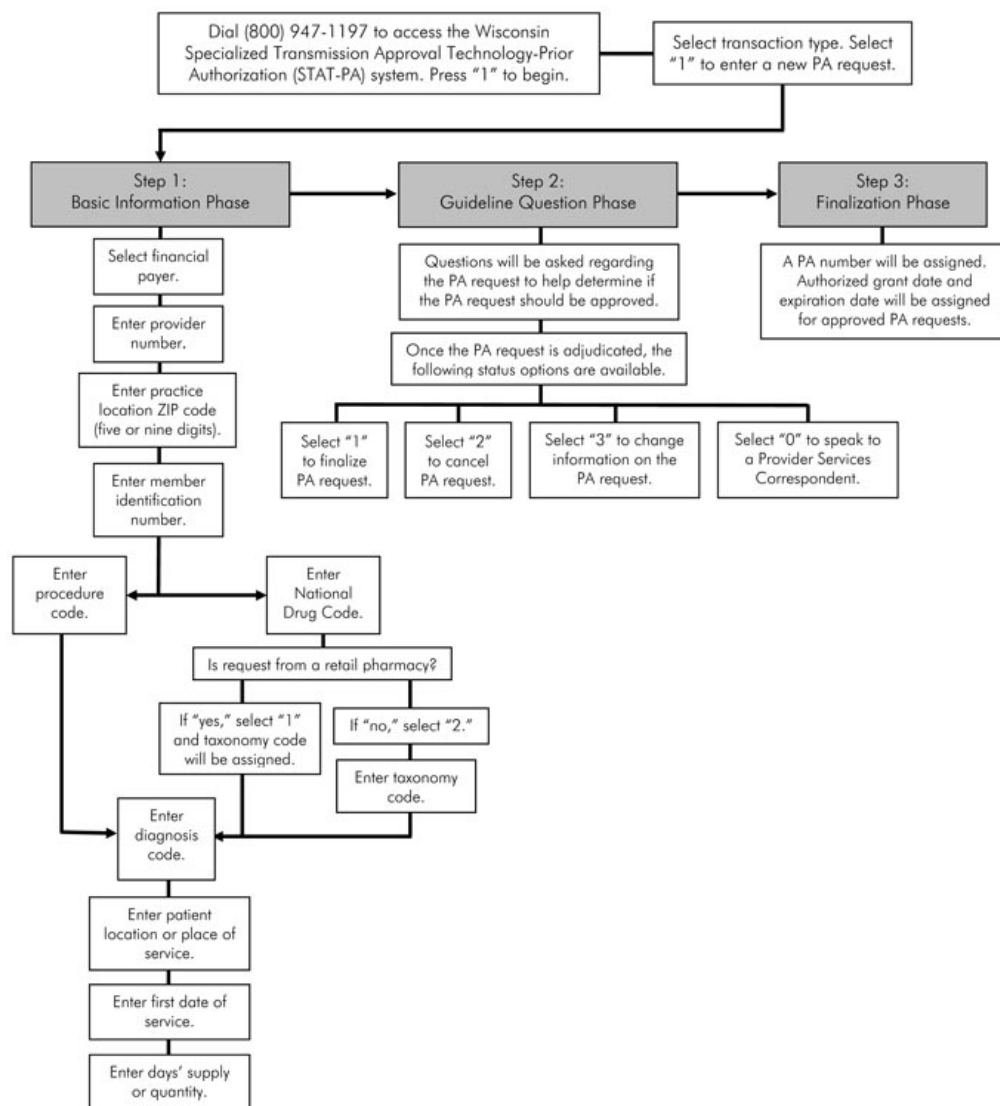 Dial (800) 947-1197 to access the Wisconsin
Specialized Transmission Approval Technology-Prior
Authorization (STAT-PA) system. Press “1” to begin.
Select transaction type. Select
“1” to enter a new PA request.
Step 1:
Basic Information Phase
Step 2:
Guideline Question Phase
Step 3:
Finalization Phase
Select financial
payer.
Enter provider
number.
Enter practice
location ZIP code
(five or nine digits).
Enter member
identification
number.
Questions will be asked regarding
the PA request to help determine if
the PA request should be approved.
Once the PA request is adjudicated, the
following status options are available.
Select “1”
to finalize
PA request.
Select “2”
to cancel
PA request.
Select “3” to change
information on the
PA request.
Select “0” to speak to
a Provider Services
Correspondent.
A PA number will be assigned.
Authorized grant date and
expiration date will be assigned
for approved PA requests.
Enter
procedure
code.
Enter
National
Drug Code.
Is request from a retail pharmacy?
If “yes,” select “1”
and taxonomy code
will be assigned.
If “no,” select “2.”
Enter taxonomy
code.
Enter
diagnosis
code.
Enter patient
location or place of
service.
Enter first date of
service.
Enter days’ supply
or quantity.